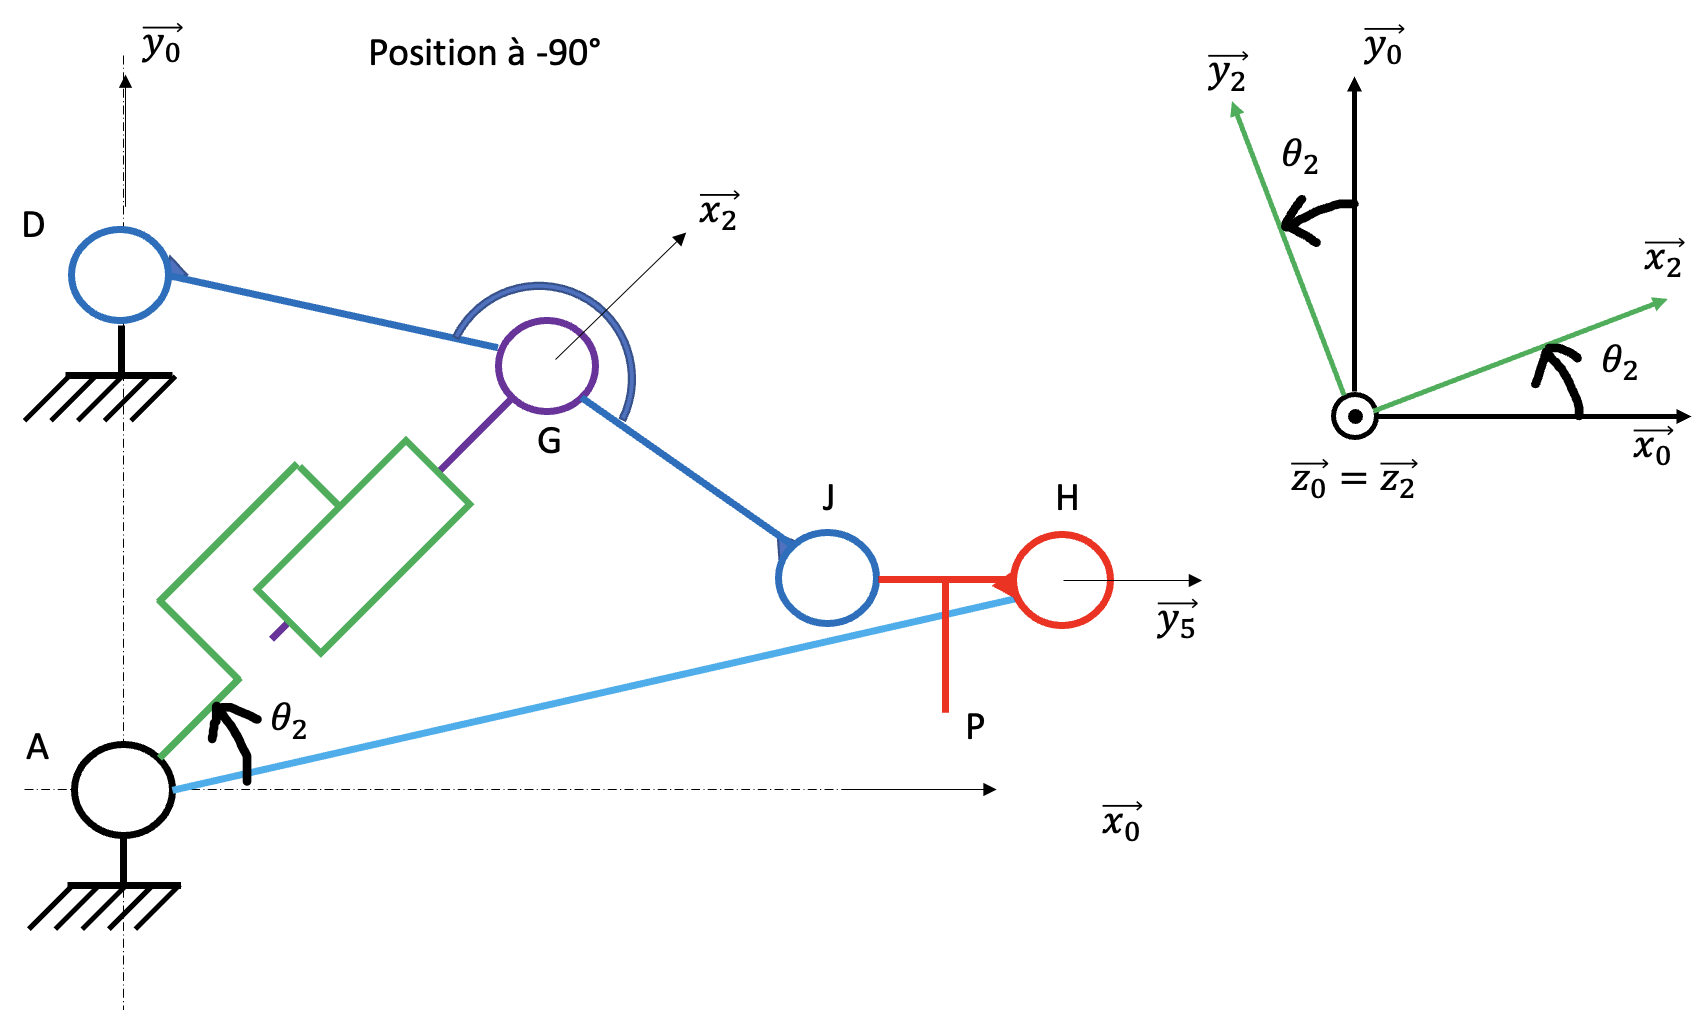 $\overrightarrow{y_0}$
Position à -90°
$\overrightarrow{y_0}$
$\overrightarrow{y_2}$
$\theta_2$
D
$\overrightarrow{x_2}$
$\overrightarrow{x_2}$
$\theta_2$
G
$\overrightarrow{x_0}$
$\overrightarrow{z_0} = \overrightarrow{z_2}$
J
H
$\overrightarrow{y_5}$
$\theta_2$
P
A
$\overrightarrow{x_0}$